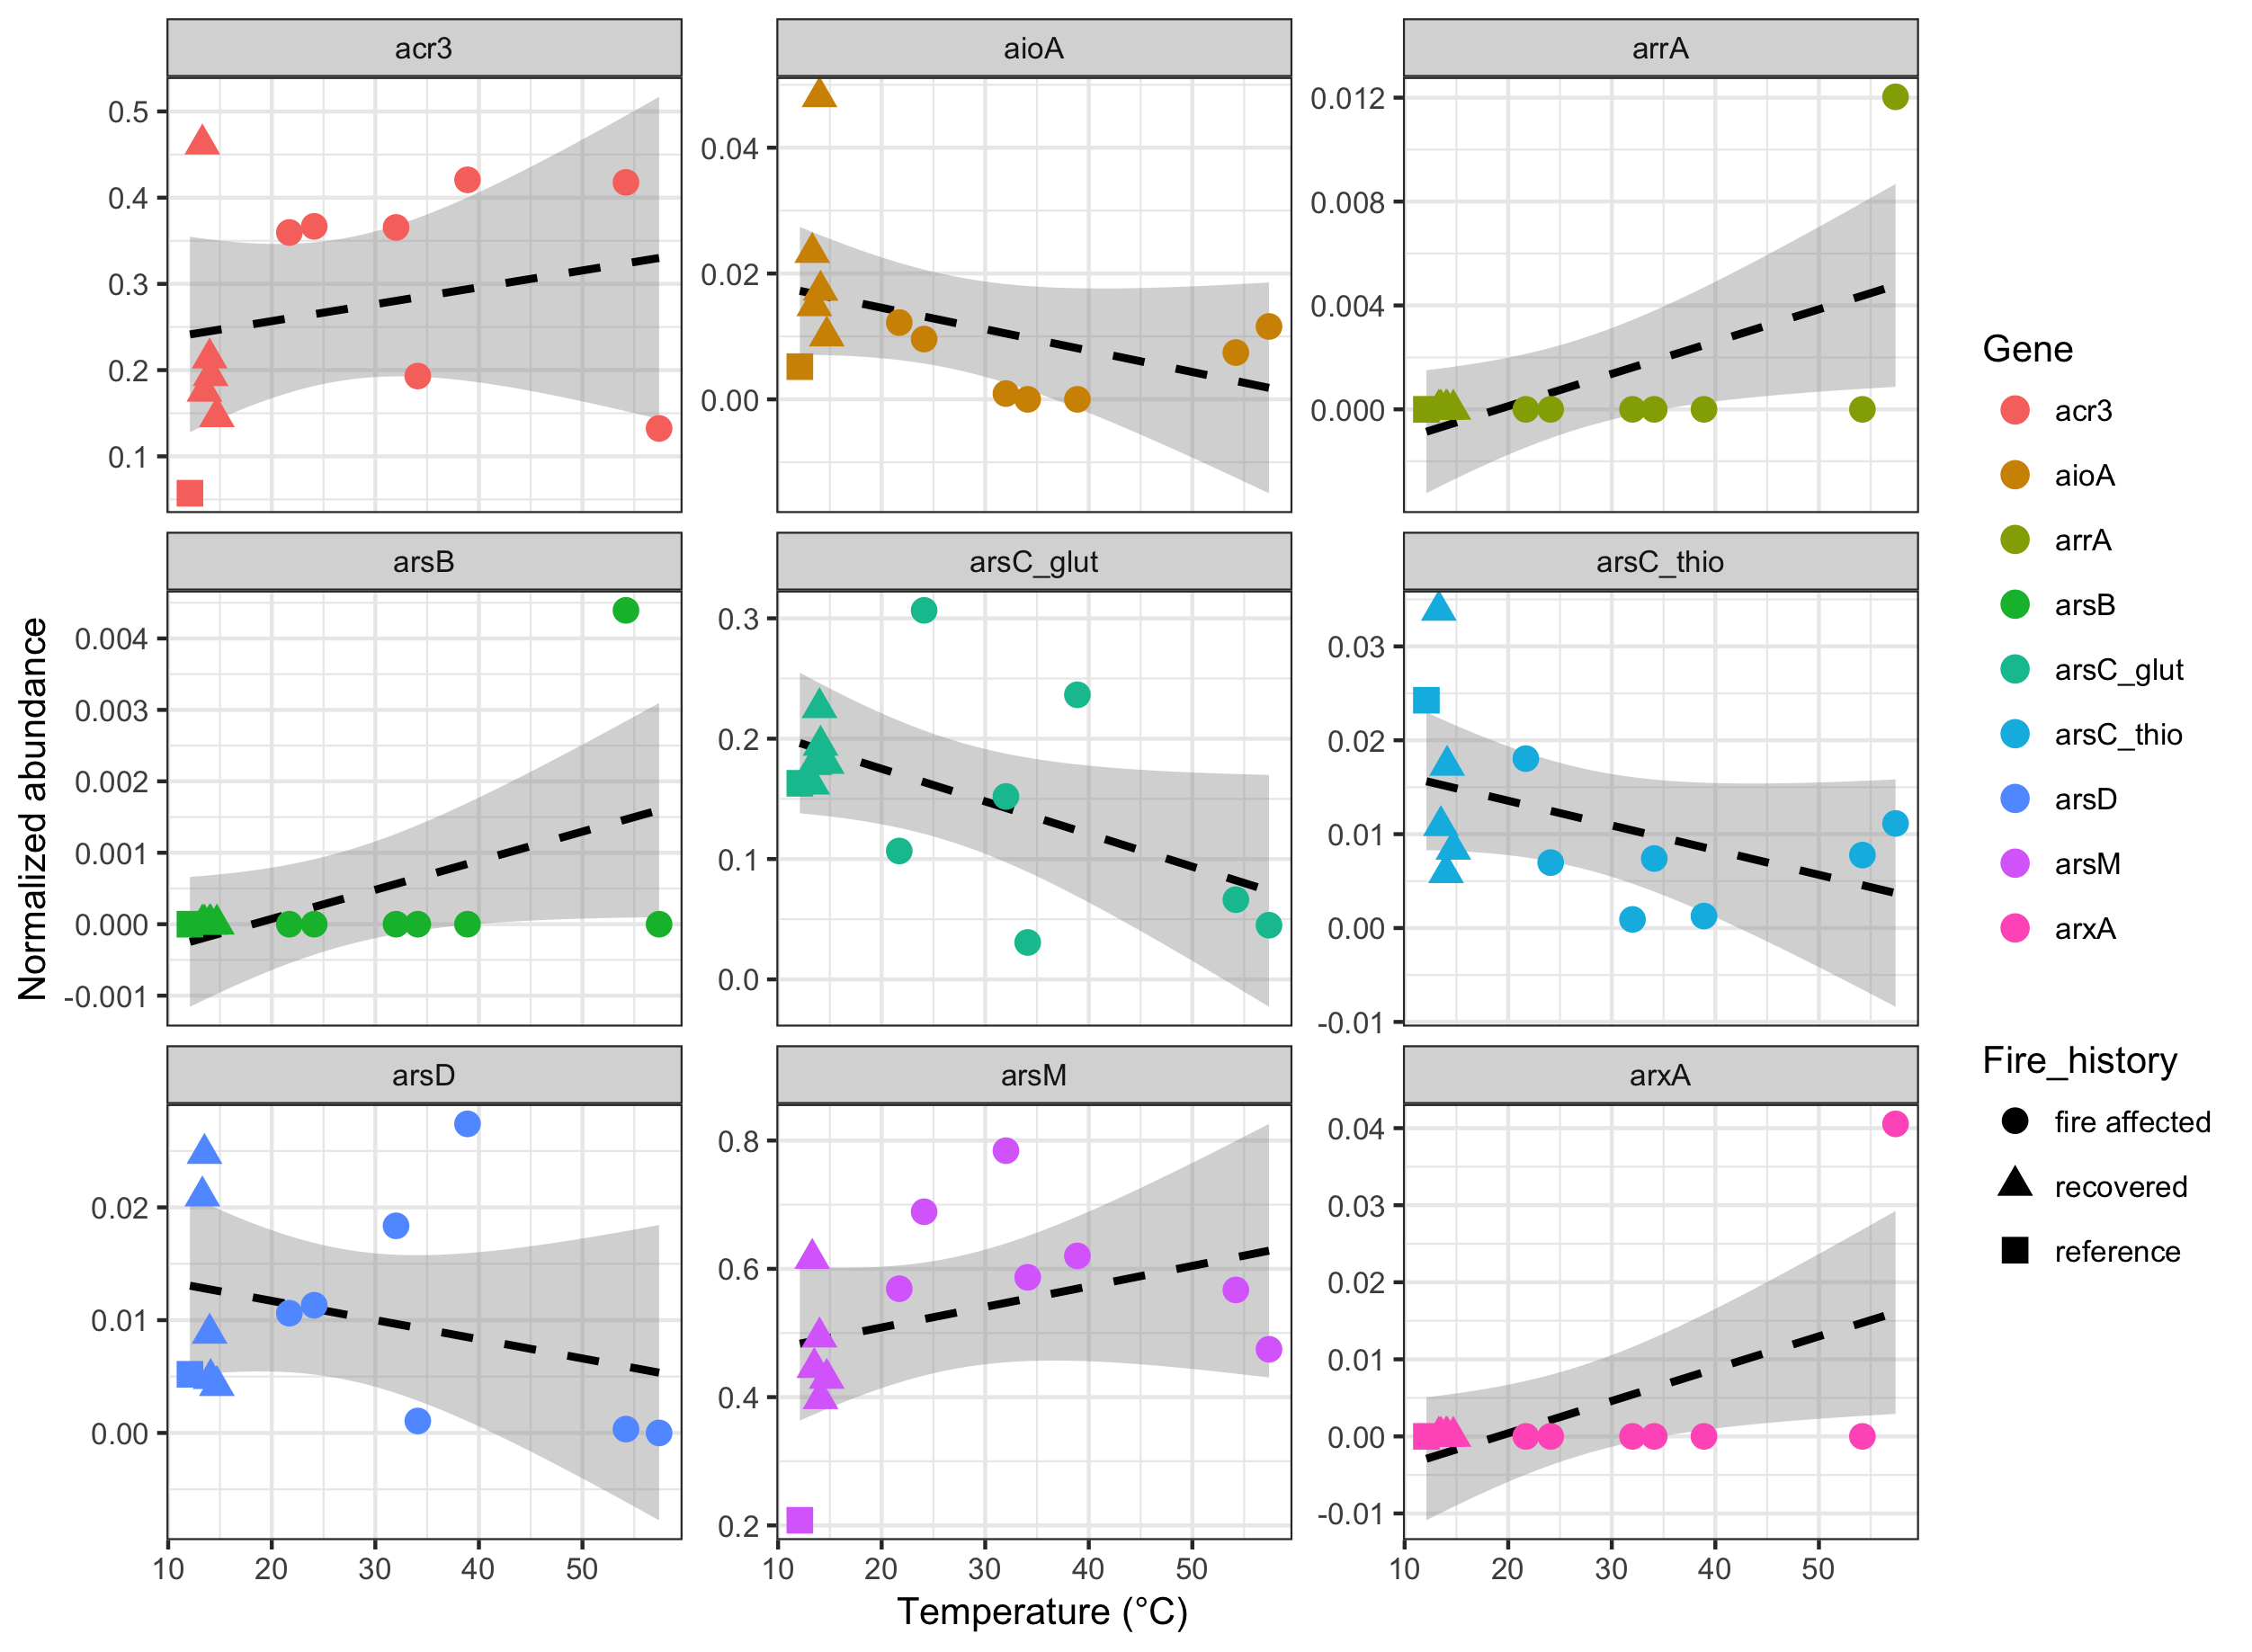 acr3
aioA
arrA
0.5
0.4
0.3
0.2
0.1
0.04
0.02
0.00
0.012
0.008
0.004
0.000
arsB
arsC_glut
arsC_thio
0.004
0.003
0.002
0.001
0.000
-0.001
0.3
0.2
0.1
0.0
0.03
0.02
0.01
0.00
-0.01
arsD
arsM
arxA
0.02
0.01
0.00
0.8
0.6
0.4
0.2
0.04
0.03
0.02
0.01
0.00
-0.01
10 20 30 40 50
10 20 30 40 50
10 20 30 40 50
Temperature (°C)
Normalized abundance
Gene
acr3
aioA
arrA
arsB
arsC_glut
arsC_thio
arsD
arsM
arxA
Fire_history
fire affected
recovered
reference